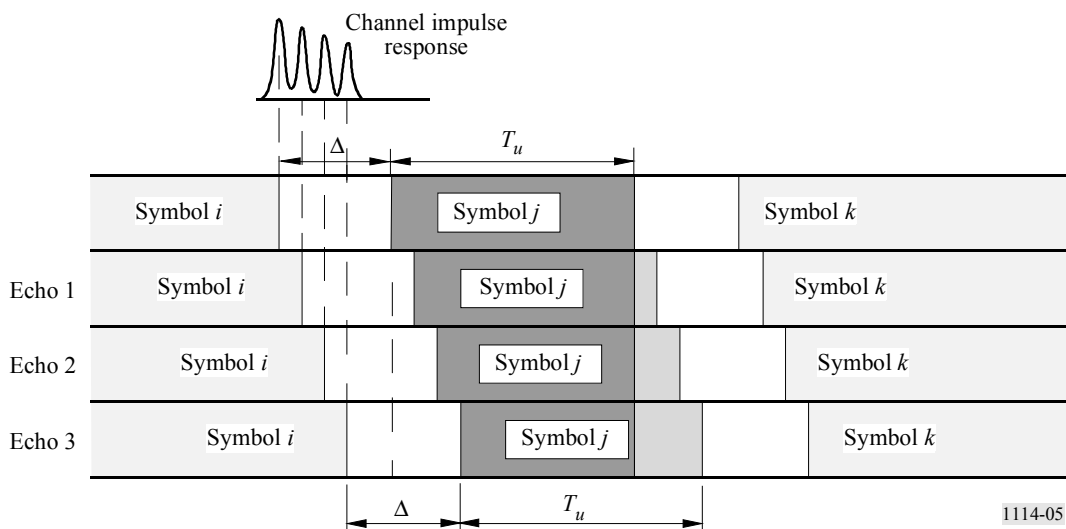 Channel impulse
response
Δ
T_u
Symbol i
Symbol j
Symbol k
Echo 1
Symbol i
Symbol j
Symbol k
Echo 2
Symbol i
Symbol j
Symbol k
Echo 3
Symbol i
Symbol j
Symbol k
Δ
T_u
1114-05